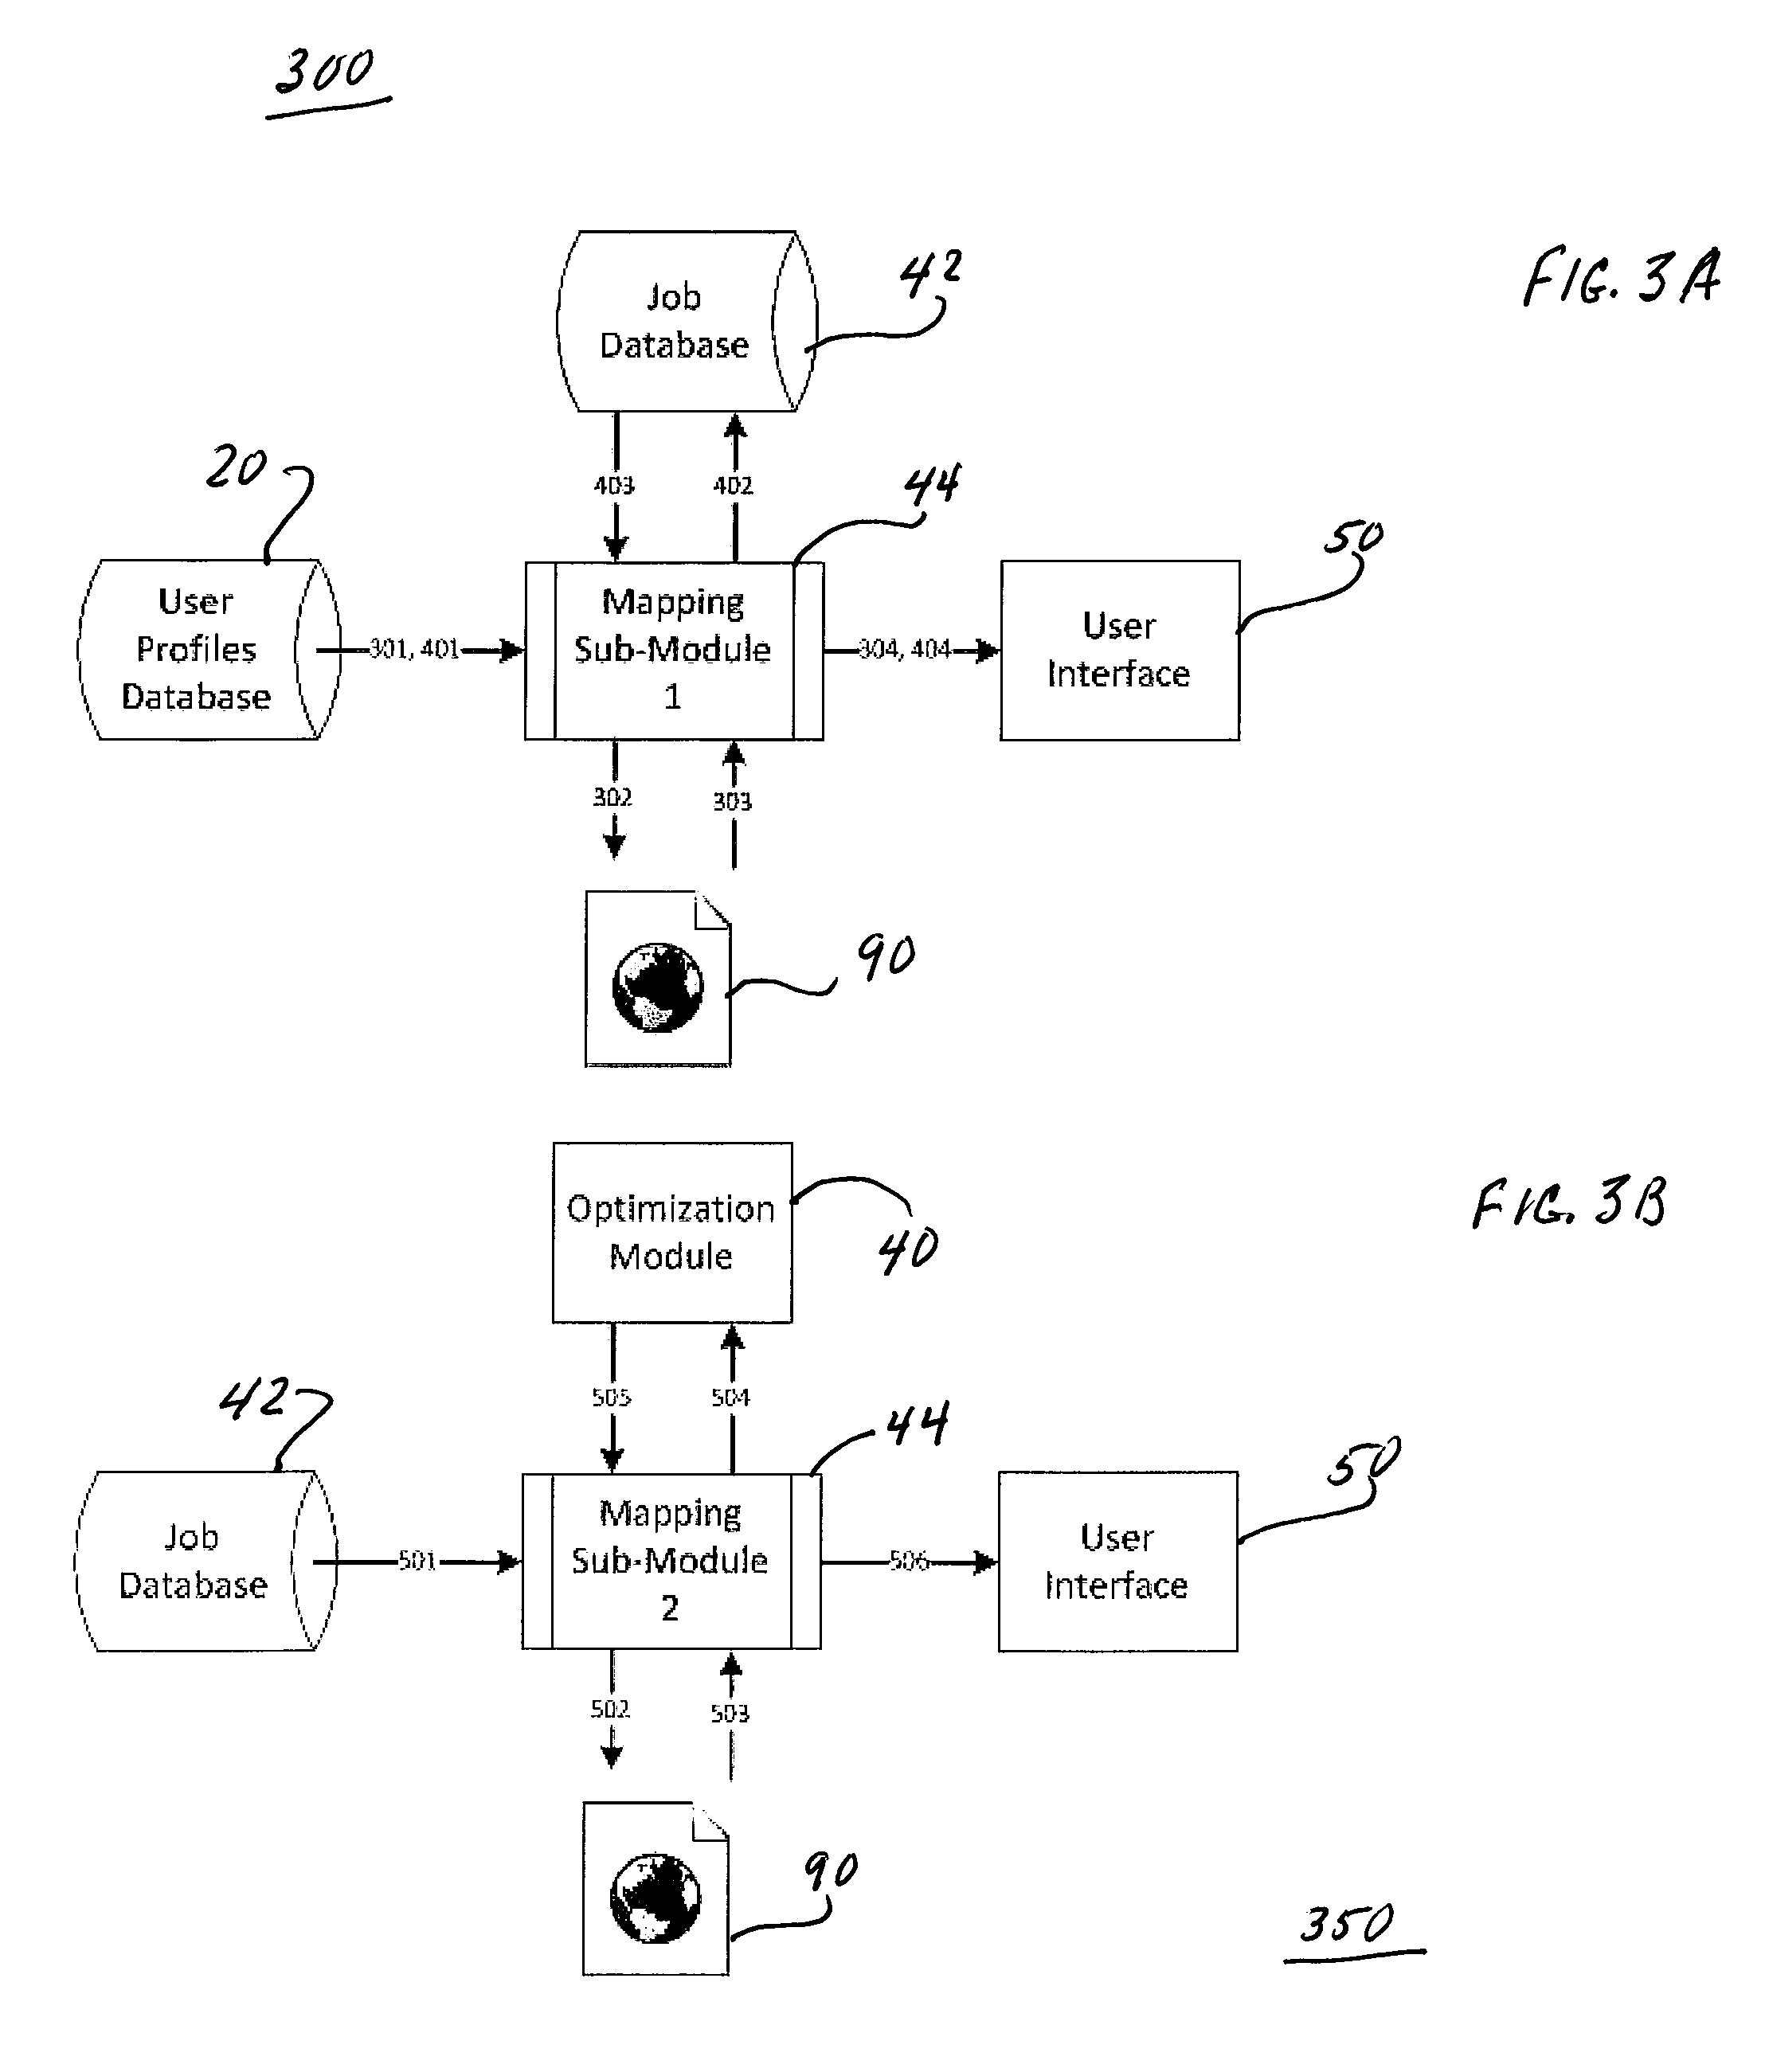 300
FIG. 3A
Job
Database
42
20
403
402
44
50
User
Profiles
Database
301, 401
Mapping
Sub-Module
1
304, 404
User
Interface
302
303
90
FIG. 3B
Optimization
Module
40
42
505
504
44
50
Job
Database
501
Mapping
Sub-Module
2
506
User
Interface
502
503
90
350